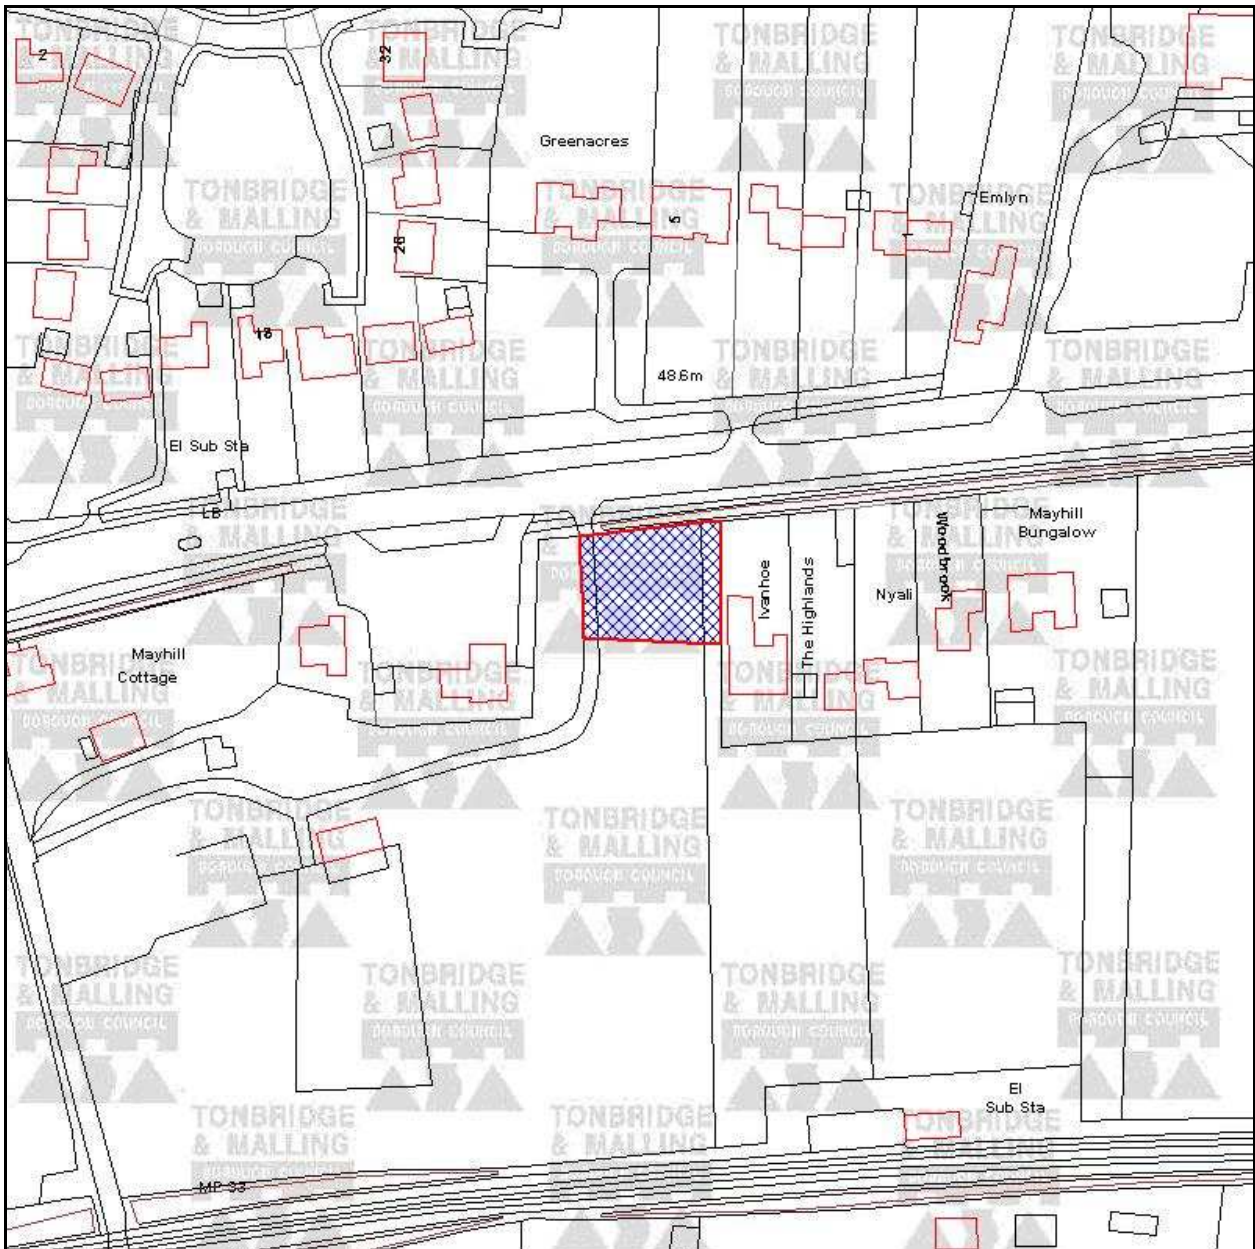 2
32
Greenacres
5
Emlyn
26
18
48.6m
El Sub Sta
LB
Mayhill
Bungalow
Woodbrook
Ivanhoe
The Highlands
Nyali
Mayhill
Cottage
El
Sub Sta
MP 33
TONBRIDGE
& MALLING
BOROUGH COUNCIL